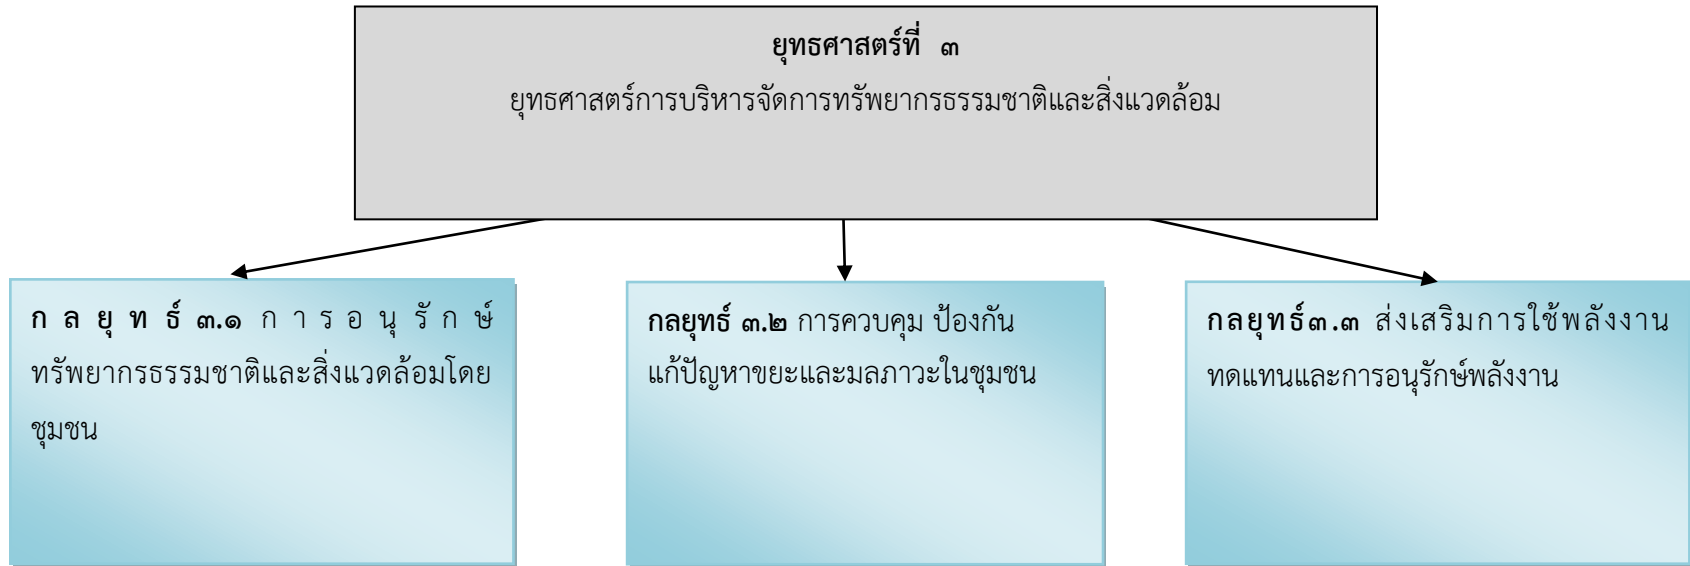 ยุทธศาสตร์ที่ ๓
ยุทธศาสตร์การบริหารจัดการทรัพยากรธรรมชาติและสิ่งแวดล้อม
กลยุทธ์ ๓.๑ การอนุรักษ์
ทรัพยากรธรรมชาติและสิ่งแวดล้อมโดย
ชุมชน
กลยุทธ์ ๓.๒ การควบคุม ป้องกัน
แก้ปัญหาขยะและมลภาวะในชุมชน
กลยุทธ์๓.๓ ส่งเสริมการใช้พลังงาน
ทดแทนและการอนุรักษ์พลังงาน